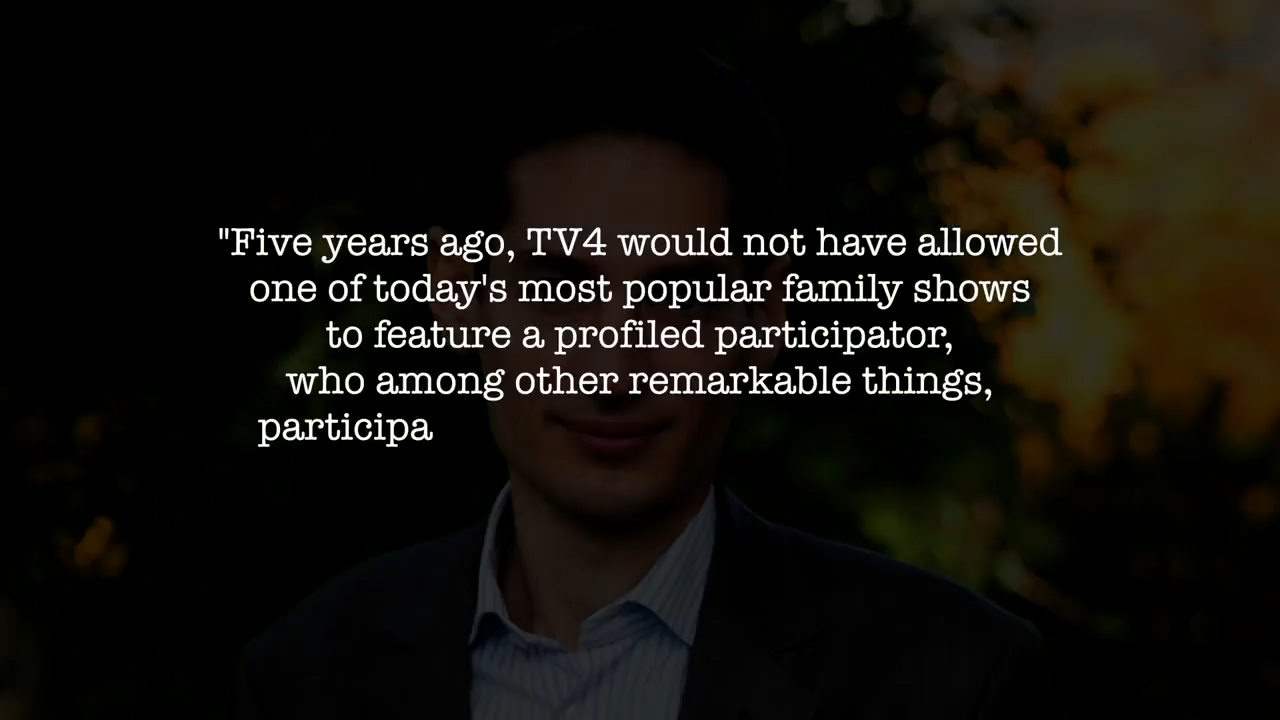 "Five years ago, TV4 would not have allowed
one of today's most popular family shows
to feature a profiled participator,
who among other remarkable things,
participa